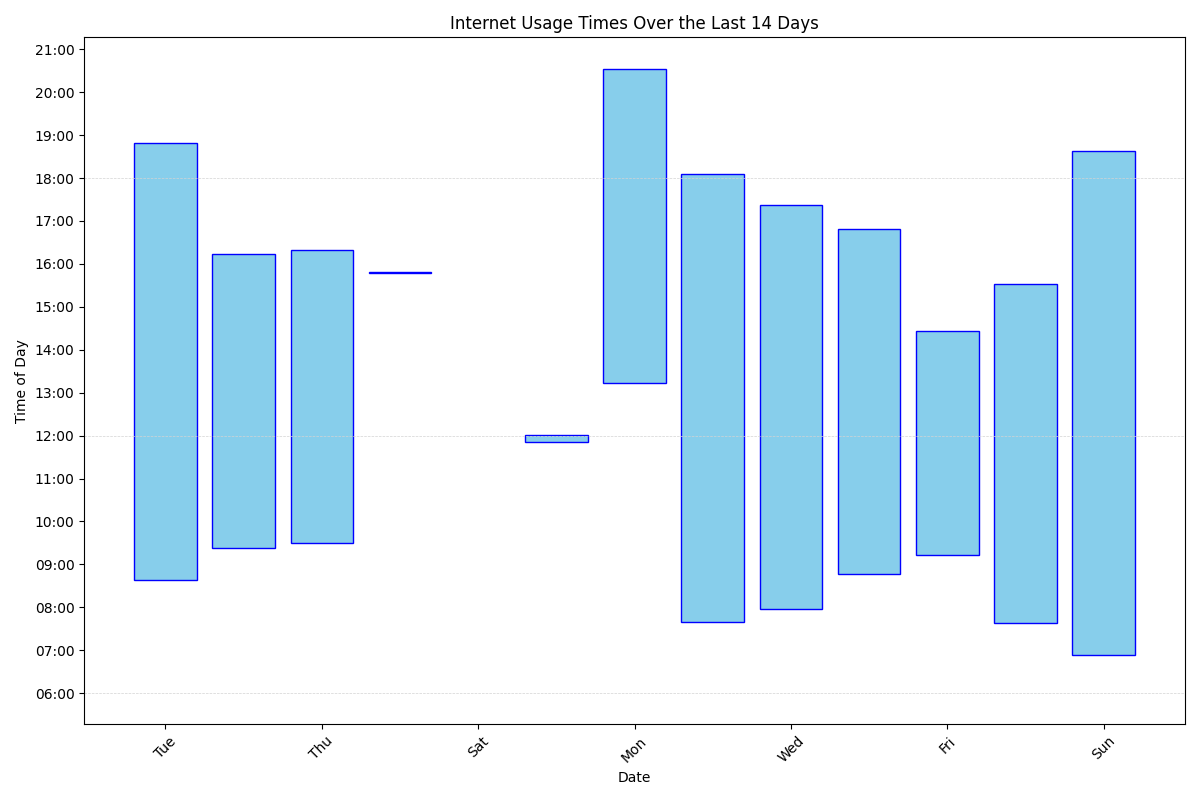 Internet Usage Times Over the Last 14 Days
21:00
20:00
19:00
18:00
17:00
16:00
15:00
14:00
13:00
12:00
11:00
10:00
09:00
08:00
07:00
06:00
Time of Day
Tue
Thu
Sat
Mon
Wed
Fri
Sun
Date